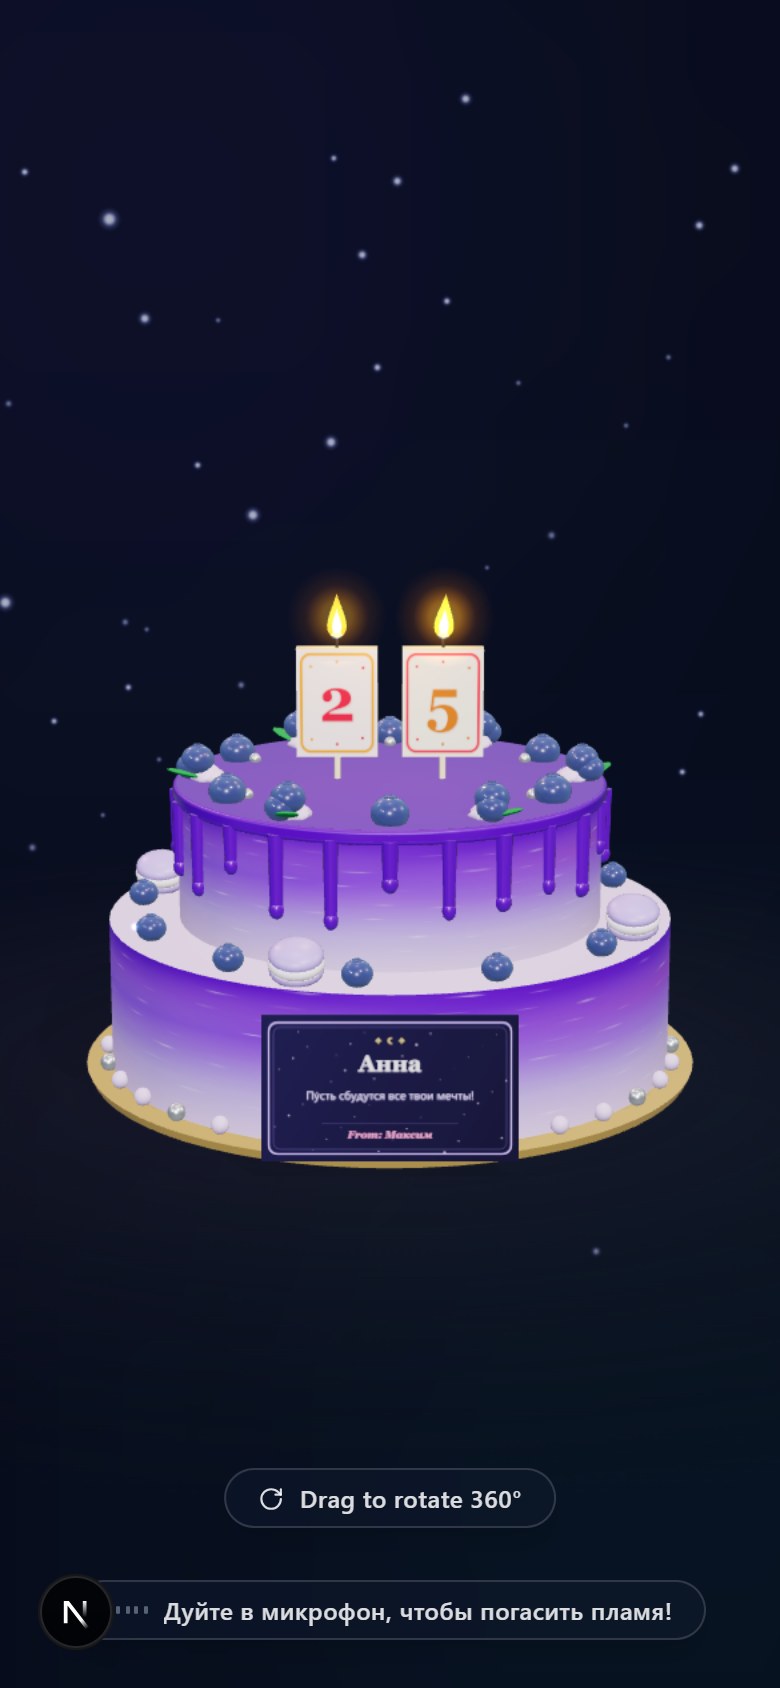 2 5
Анна
Пусть сбудутся все твои мечты!
From: Максим
Drag to rotate 360°
N
Дуйте в микрофон, чтобы погасить пламя!